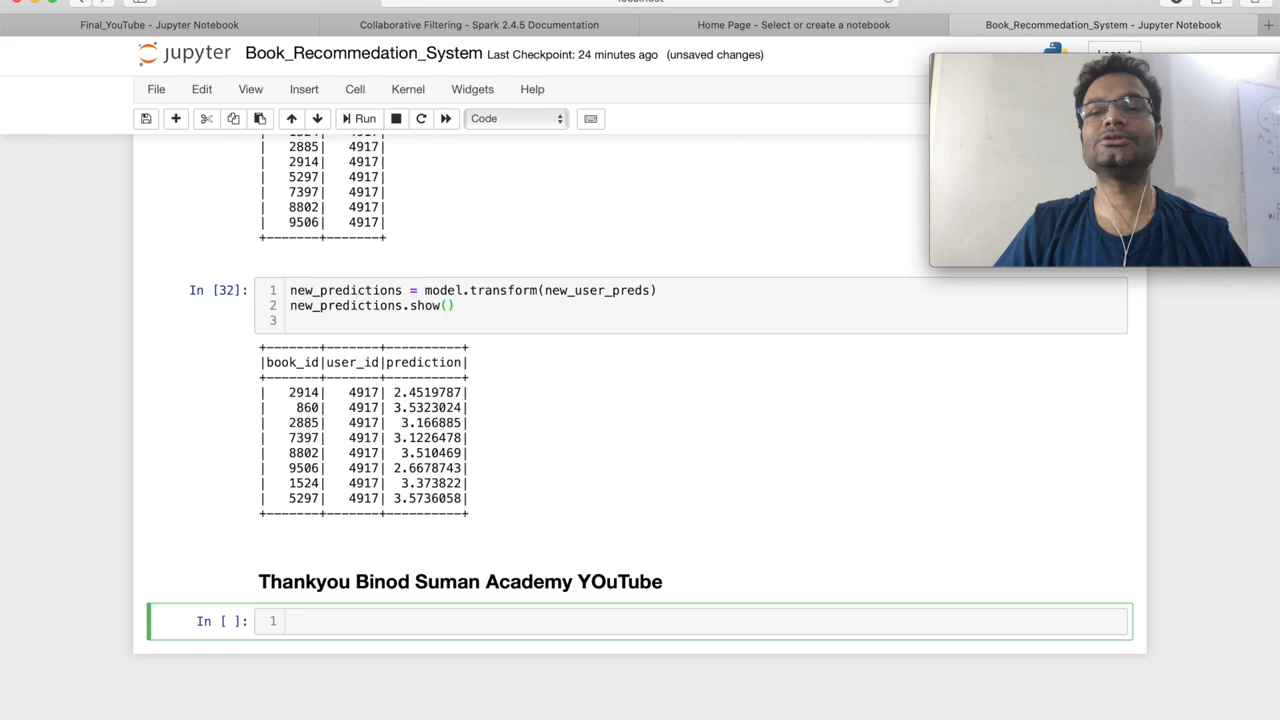 Final_YouTube - Jupyter Notebook
Collaborative Filtering - Spark 2.4.5 Documentation
Home Page - Select or create a notebook
Book_Recommedation_System - Jupyter Notebook
jupyter Book_Recommedation_System Last Checkpoint: 24 minutes ago (unsaved changes)
File Edit View Insert Cell Kernel Widgets Help
Run Code
| 2885| 4917|
| 2914| 4917|
| 5297| 4917|
| 7397| 4917|
| 8802| 4917|
| 9506| 4917|
+-------+-------+
In [32]: 1 new_predictions = model.transform(new_user_preds)
2 new_predictions.show()
3
+-------+-------+----------+
|book_id|user_id|prediction|
+-------+-------+----------+
| 2914| 4917| 2.4519787|
| 860| 4917| 3.5323024|
| 2885| 4917| 3.166885|
| 7397| 4917| 3.1226478|
| 8802| 4917| 3.510469|
| 9506| 4917| 2.6678743|
| 1524| 4917| 3.373822|
| 5297| 4917| 3.5736058|
+-------+-------+----------+
Thankyou Binod Suman Academy YOuTube
In [ ]: 1